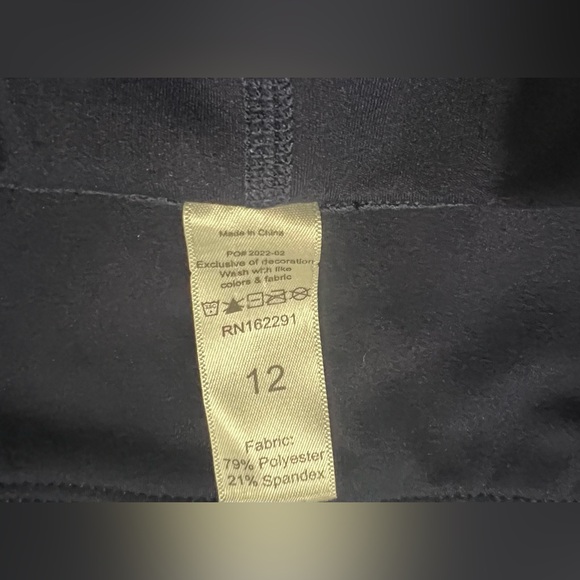 Made in China
PO# 2022-02
Exclusive of decoration
Wash with like
colors & fabric
RN162291
12
Fabric:
79% Polyester
21% Spandex